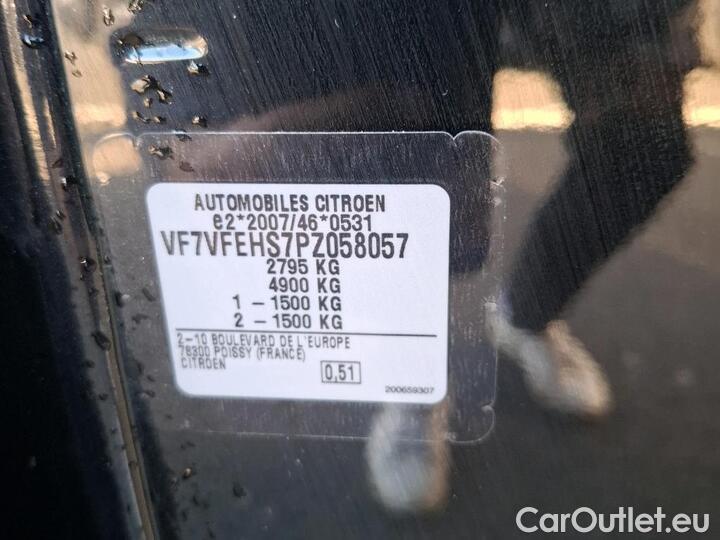 AUTOMOBILES CITROEN
e2*2007/46*0531
VF7VFEHS7PZ058057
2795 KG
4900 KG
1 - 1500 KG
2 - 1500 KG
2-10 BOULEVARD DE L'EUROPE
78300 POISSY (FRANCE)
CITROEN
0,51
200659307
CarOutlet.eu